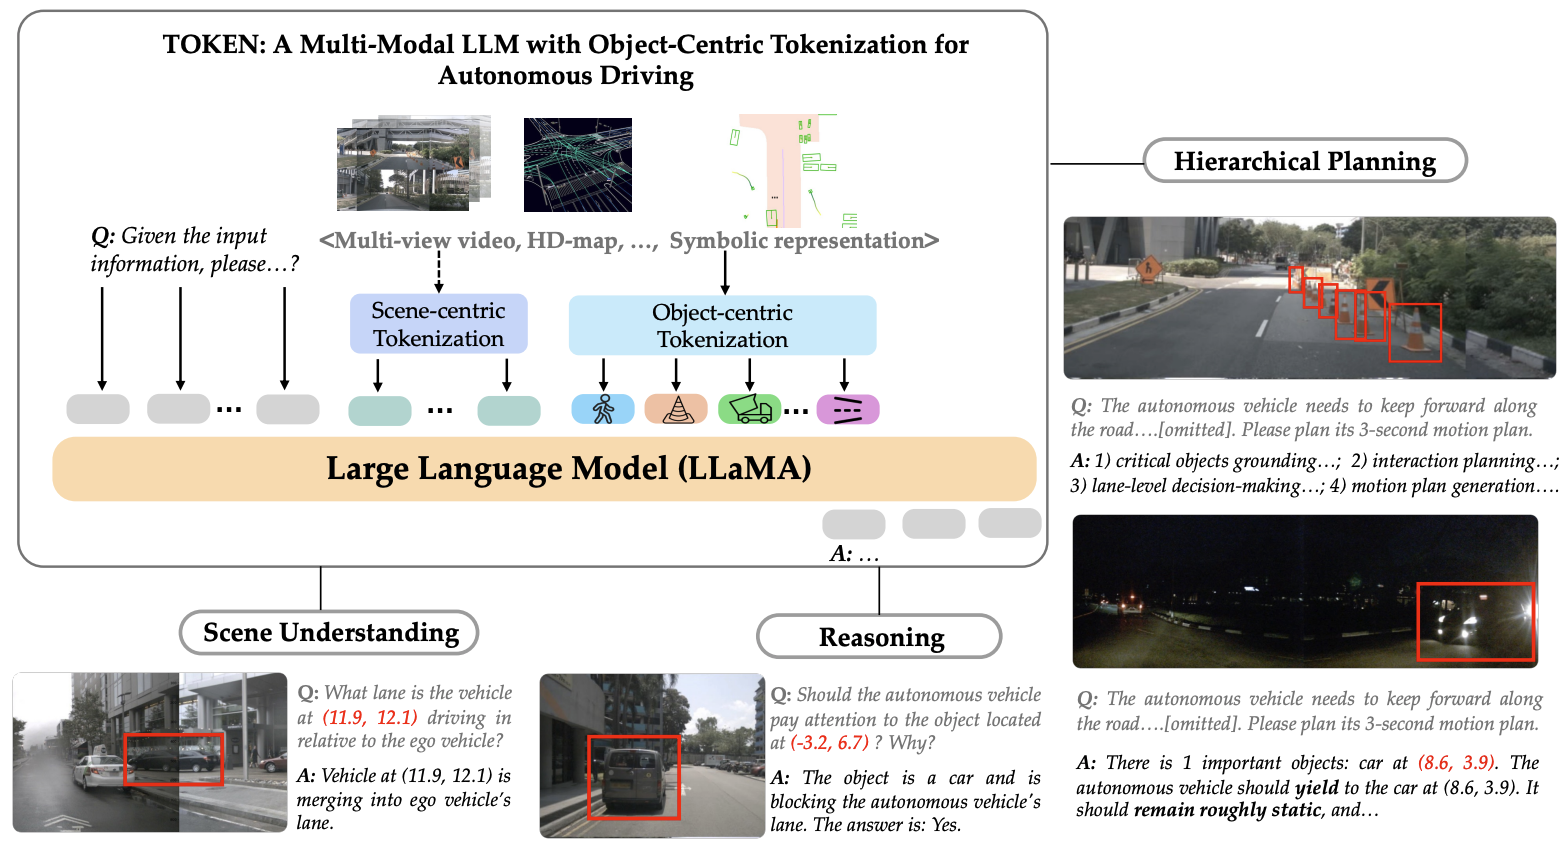 TOKEN: A Multi-Modal LLM with Object-Centric Tokenization for
Autonomous Driving
Q: Given the input
information, please…?
<Multi-view video, HD-map, …, Symbolic representation>
Scene-centric
Tokenization
Object-centric
Tokenization
...
...
...
Large Language Model (LLaMA)
A: …
Hierarchical Planning
Q: The autonomous vehicle needs to keep forward along
the road….[omitted]. Please plan its 3-second motion plan.
A: 1) critical objects grounding…; 2) interaction planning…;
3) lane-level decision-making…; 4) motion plan generation….
Q: The autonomous vehicle needs to keep forward along
the road….[omitted]. Please plan its 3-second motion plan.
A: There is 1 important objects: car at (8.6, 3.9). The
autonomous vehicle should yield to the car at (8.6, 3.9). It
should remain roughly static, and…
Scene Understanding
Q: What lane is the vehicle
at (11.9, 12.1) driving in
relative to the ego vehicle?
A: Vehicle at (11.9, 12.1) is
merging into ego vehicle's
lane.
Reasoning
Q: Should the autonomous vehicle
pay attention to the object located
at (-3.2, 6.7) ? Why?
A: The object is a car and is
blocking the autonomous vehicle's
lane. The answer is: Yes.